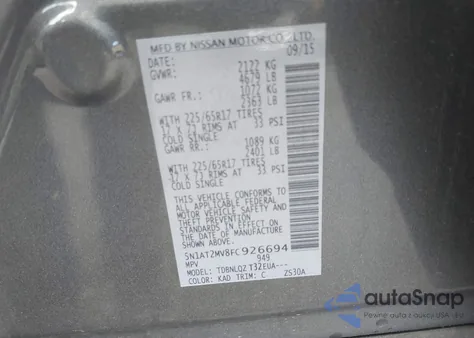 MFD BY NISSAN MOTOR CO., LTD.
DATE: 09/15
GVWR: 2122 KG
4679 LB
GAWR FR.: 1072 KG
2363 LB
WITH 225/65R17 TIRES
17 X 7J RIMS AT 33 PSI
COLD SINGLE
GAWR RR.: 1089 KG
2401 LB
WITH 225/65R17 TIRES
17 X 7J RIMS AT 33 PSI
COLD SINGLE
THIS VEHICLE CONFORMS TO
ALL APPLICABLE FEDERAL
MOTOR VEHICLE SAFETY AND
THEFT PREVENTION
STANDARDS IN EFFECT ON
THE DATE OF MANUFACTURE
SHOWN ABOVE.
5N1AT2MV8FC926694
MPV 949
MODEL: TDBNLQZ T32EUA---
COLOR: KAD TRIM: C ZS30A
autoSnap